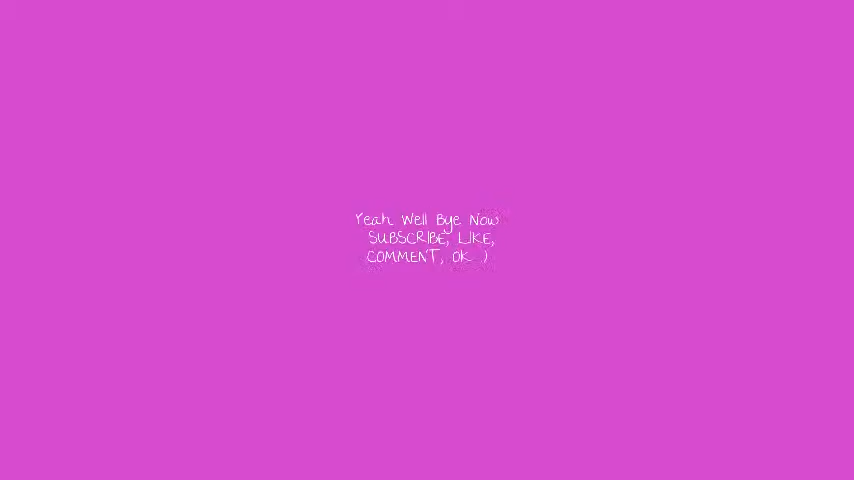 Yeah Well Bye Now
SUBSCRIBE, LIKE,
COMMENT, OK :)